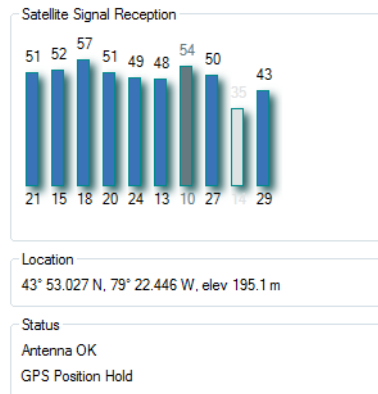 Satellite Signal Reception
51 52 57 51 49 48 54 50 35 43
21 15 18 20 24 13 10 27 14 29
Location
43° 53.027 N, 79° 22.446 W, elev 195.1 m
Status
Antenna OK
GPS Position Hold